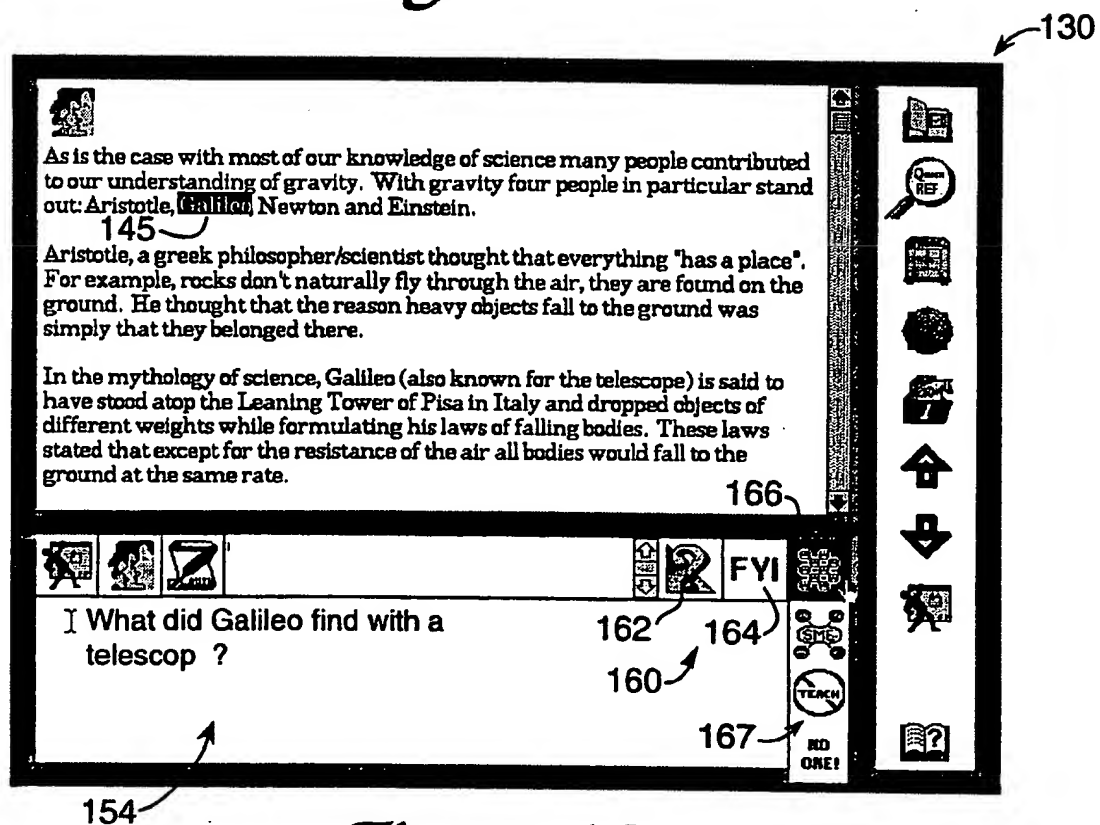 130
As is the case with most of our knowledge of science many people contributed
to our understanding of gravity. With gravity four people in particular stand
out: Aristotle, Galileo, Newton and Einstein.
145
Aristotle, a greek philosopher/scientist thought that everything "has a place".
For example, rocks don't naturally fly through the air, they are found on the
ground. He thought that the reason heavy objects fall to the ground was
simply that they belonged there.
In the mythology of science, Galileo (also known for the telescope) is said to
have stood atop the Leaning Tower of Pisa in Italy and dropped objects of
different weights while formulating his laws of falling bodies. These laws
stated that except for the resistance of the air all bodies would fall to the
ground at the same rate.
166
REF.
FYI
What did Galileo find with a
telescop ?
162
164
160
SME
TEACH
167
NO
ONE!
?
154